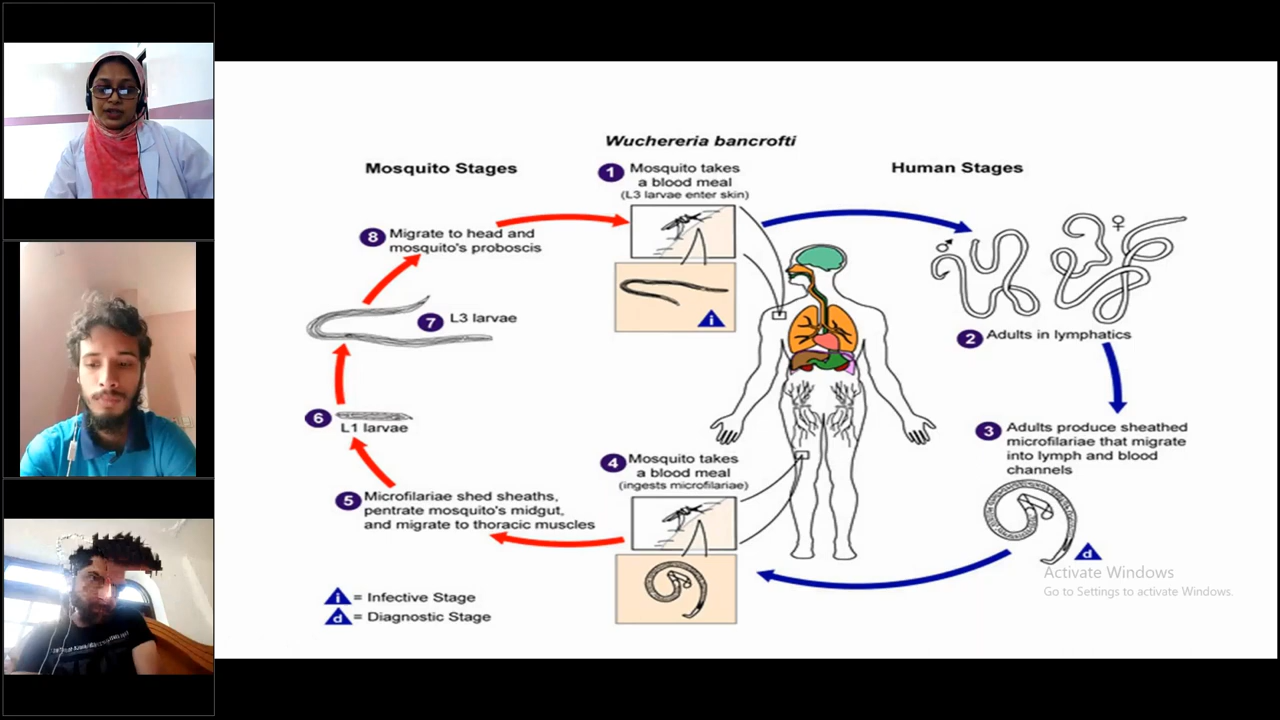 Wuchereria bancrofti
Mosquito Stages
Human Stages
1 Mosquito takes
a blood meal
(L3 larvae enter skin)
i
♂
♀
2 Adults in lymphatics
3 Adults produce sheathed
microfilariae that migrate
into lymph and blood
channels
d
4 Mosquito takes
a blood meal
(ingests microfilariae)
5 Microfilariae shed sheaths,
pentrate mosquito's midgut,
and migrate to thoracic muscles
6
L1 larvae
7 L3 larvae
8 Migrate to head and
mosquito's proboscis
i = Infective Stage
d = Diagnostic Stage
Activate Windows
Go to Settings to activate Windows.